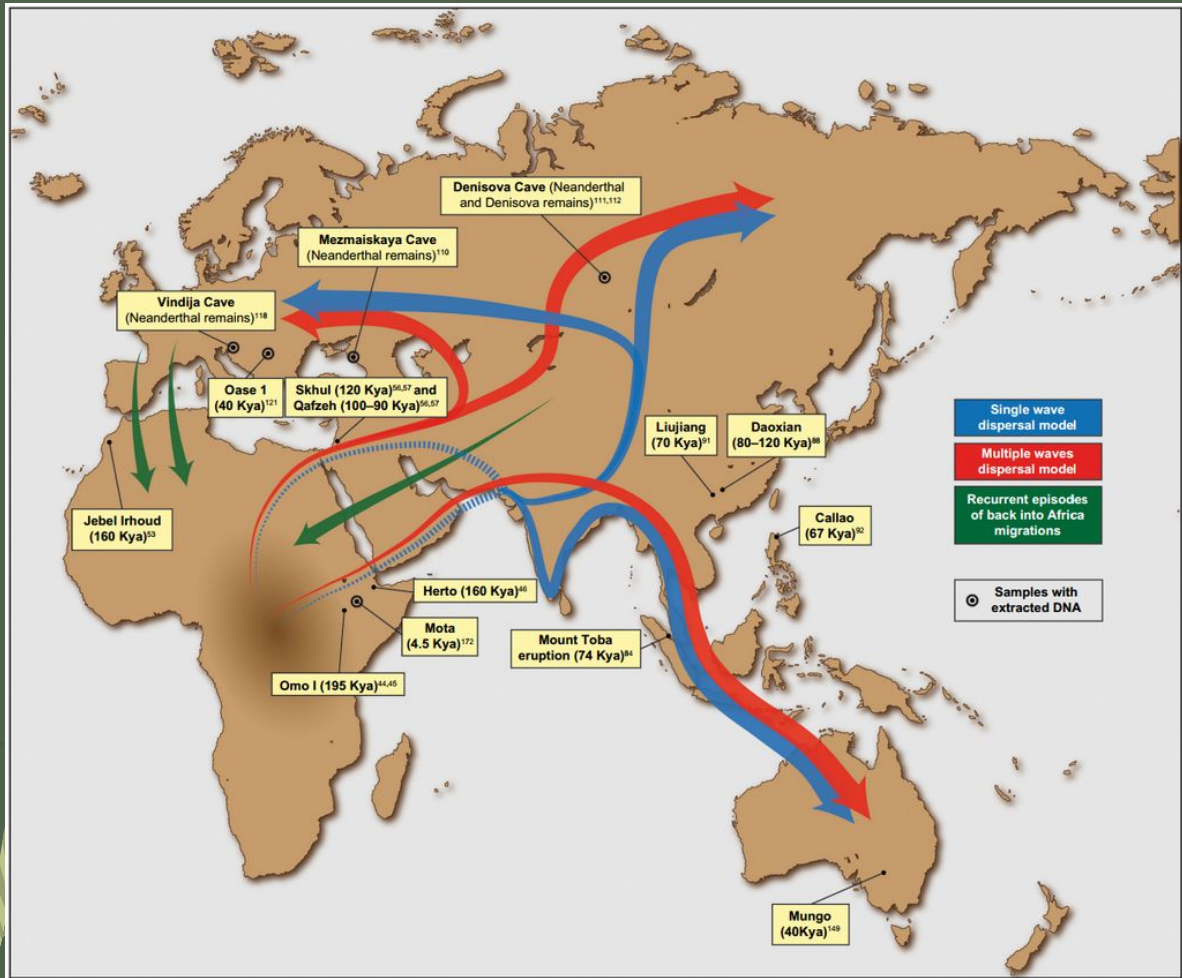 Denisova Cave (Neanderthal
and Denisova remains)¹¹¹,¹¹²
Mezmaiskaya Cave
(Neanderthal remains)¹¹⁰
Vindija Cave
(Neanderthal remains)¹¹⁸
Oase 1
(40 Kya)¹²¹
Skhul (120 Kya)⁵⁶,⁵⁷ and
Qafzeh (100–90 Kya)⁵⁶,⁵⁷
Liujiang
(70 Kya)⁹¹
Daoxian
(80–120 Kya)⁸⁸
Single wave
dispersal model
Multiple waves
dispersal model
Recurrent episodes
of back into Africa
migrations
Jebel Irhoud
(160 Kya)⁵³
Callao
(67 Kya)⁹²
Herto (160 Kya)⁴⁶
Samples with
extracted DNA
Mota
(4.5 Kya)¹⁷²
Mount Toba
eruption (74 Kya)⁸⁴
Omo I (195 Kya)⁴⁴,⁴⁵
Mungo
(40Kya)¹⁴⁹